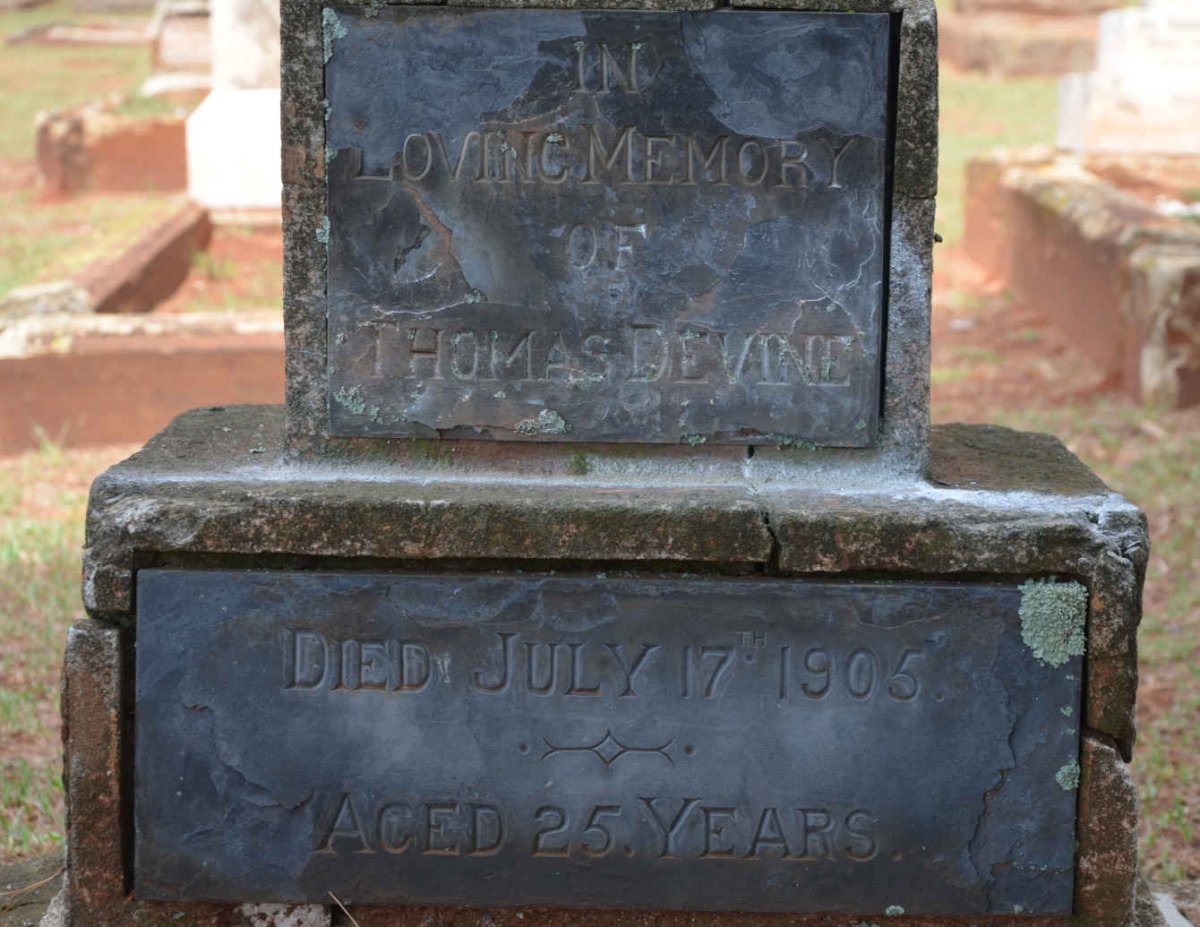 IN
LOVING MEMORY
OF
THOMAS DEVINE
DIED JULY 17TH 1905.
AGED 25 YEARS.